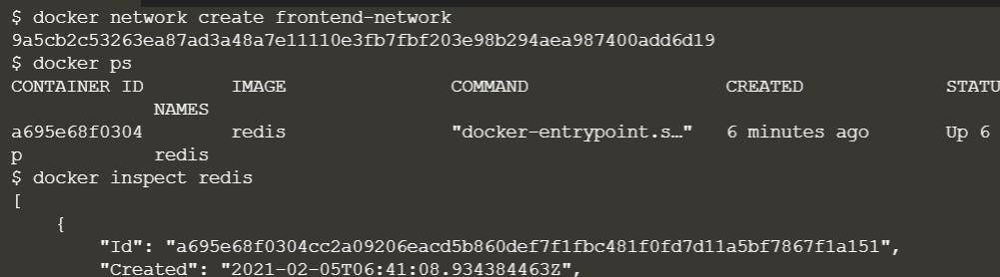 $ docker network create frontend-network
9a5cb2c53263ea87ad3a48a7e11110e3fb7fbf203e98b294aea987400add6d19
$ docker ps
CONTAINER ID        IMAGE               COMMAND                  CREATED             STATU
             NAMES
a695e68f0304        redis               "docker-entrypoint.s…"   6 minutes ago       Up 6
p            redis
$ docker inspect redis
[
    {
        "Id": "a695e68f0304cc2a09206eacd5b860def7f1fbc481f0fd7d11a5bf7867f1a151",
        "Created": "2021-02-05T06:41:08.934384463Z",